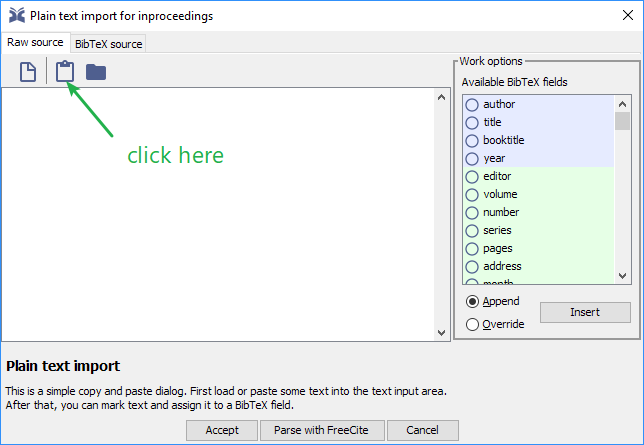 Plain text import for inproceedings
Raw source
BibTeX source
click here
Work options
Available BibTeX fields
author
title
booktitle
year
editor
volume
number
series
pages
address
month
Append
Override
Insert
Plain text import
This is a simple copy and paste dialog. First load or paste some text into the text input area.
After that, you can mark text and assign it to a BibTeX field.
Accept
Parse with FreeCite
Cancel